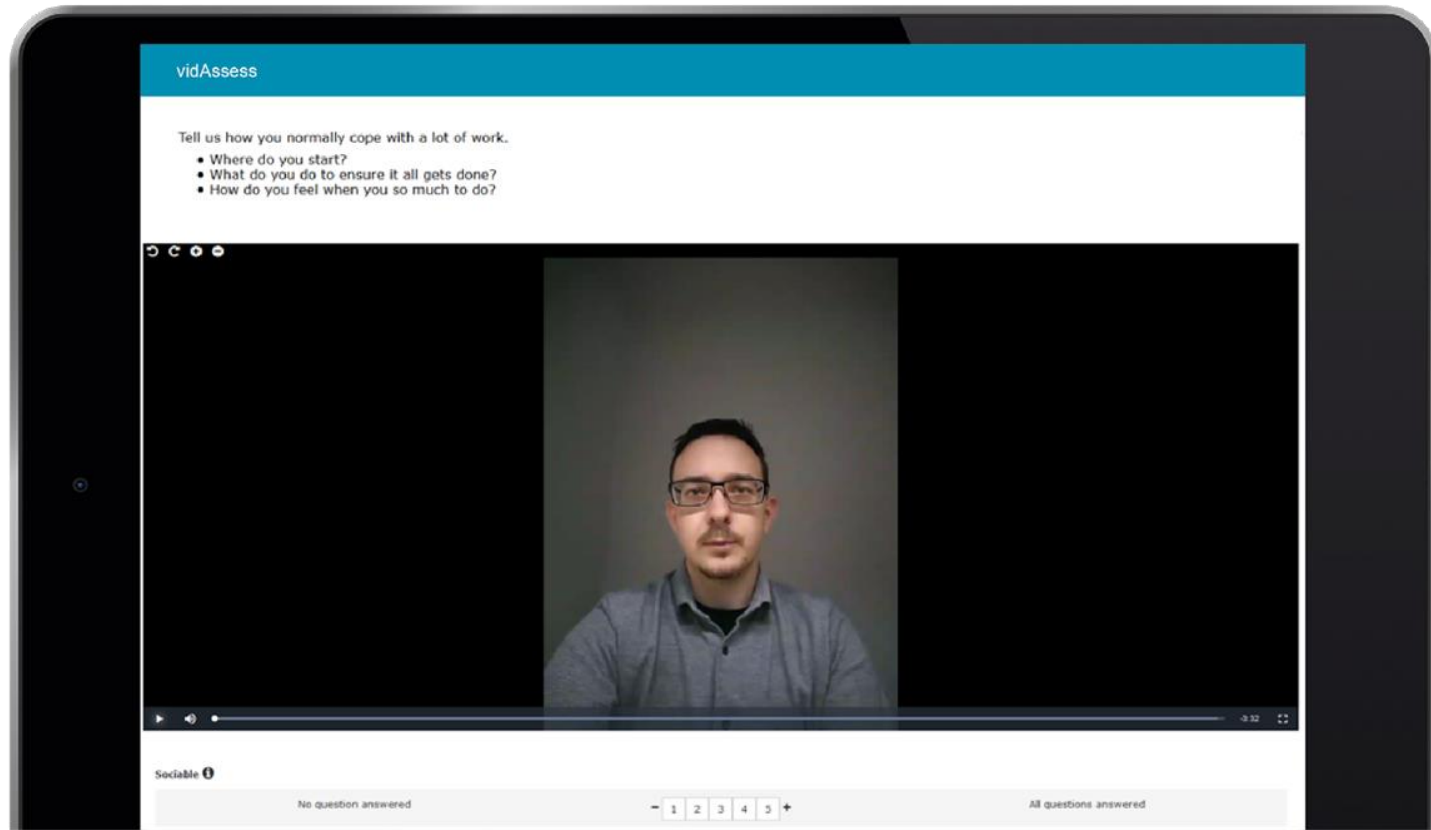 vidAssess
Tell us how you normally cope with a lot of work.
• Where do you start?
• What do you do to ensure it all gets done?
• How do you feel when you so much to do?
-3:32
Sociable
No question answered
- 1 2 3 4 5 +
All questions answered